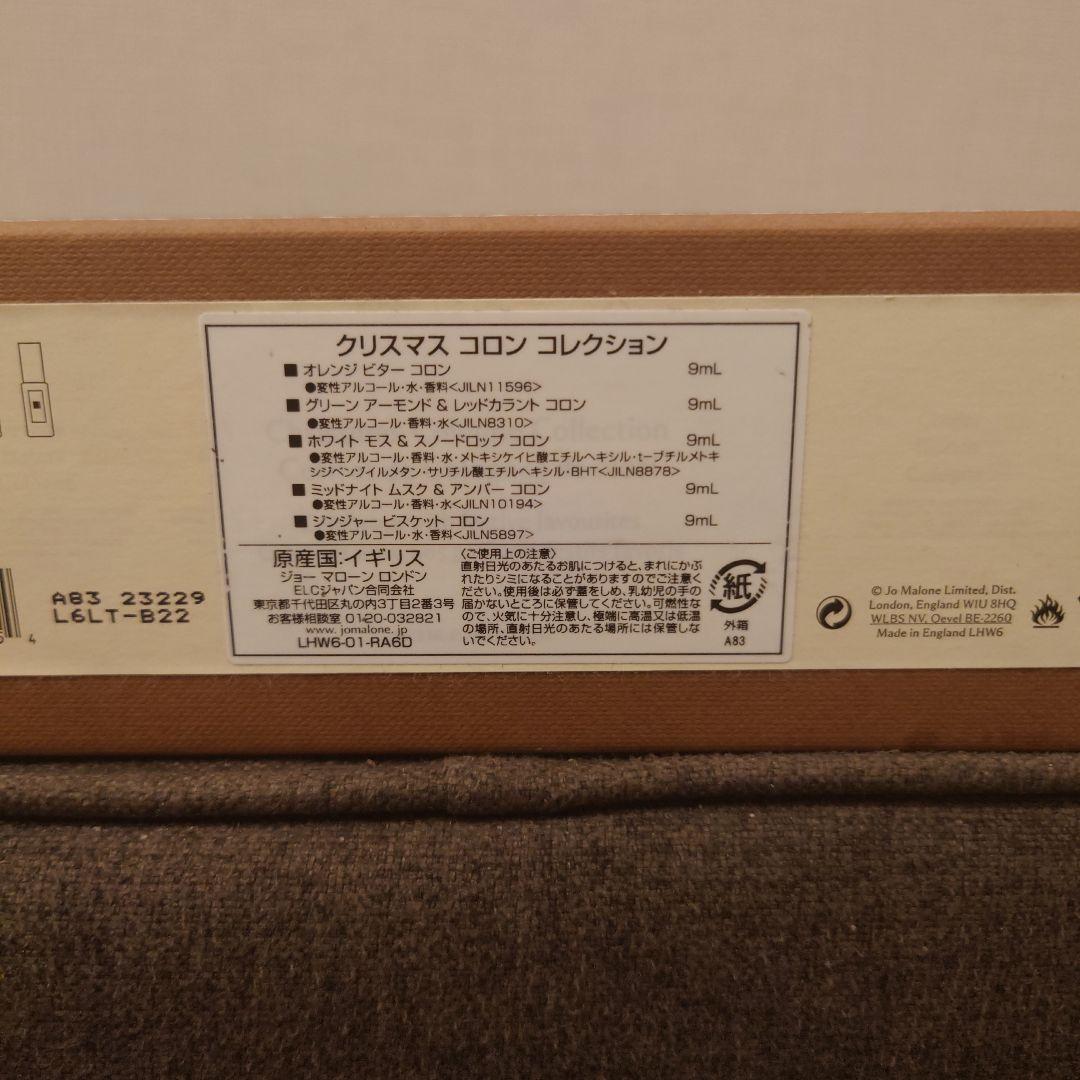 クリスマス コロン コレクション
■ オレンジ ビター コロン 9mL
●変性アルコール・水・香料<JILN11596>
■ グリーン アーモンド & レッドカラント コロン 9mL
●変性アルコール・香料・水<JILN8310>
■ ホワイト モス & スノードロップ コロン 9mL
●変性アルコール・香料・水・メトキシケイヒ酸エチルヘキシル・t-ブチルメトキ
シジベンゾイルメタン・サリチル酸エチルヘキシル・BHT<JILN8878>
■ ミッドナイト ムスク & アンバー コロン 9mL
●変性アルコール・香料・水<JILN10194>
■ ジンジャー ビスケット コロン 9mL
●変性アルコール・水・香料<JILN5897>
原産国:イギリス
ジョー マローン ロンドン
ELCジャパン合同会社
東京都千代田区丸の内3丁目2番3号
お客様相談室 0120-032821
www.jomalone.jp
LHW6-01-RA6D
〈ご使用上の注意〉
直射日光のあたるお肌につけると、まれにかぶ
れたりシミになることがありますのでご注意く
ださい。使用後は必ず蓋をしめ、乳幼児の手の
届かないところに保管してください。可燃性な
ので、火気に十分注意し、極端に高温又は低温
の場所、直射日光のあたる場所には保管しな
いでください。
紙
外箱
A83
Collection
favourites
A83 23229
L6LT-B22
4
© Jo Malone Limited, Dist.
London, England W1U 8HQ
WLBS NV. Oevel BE-2260
Made in England LHW6